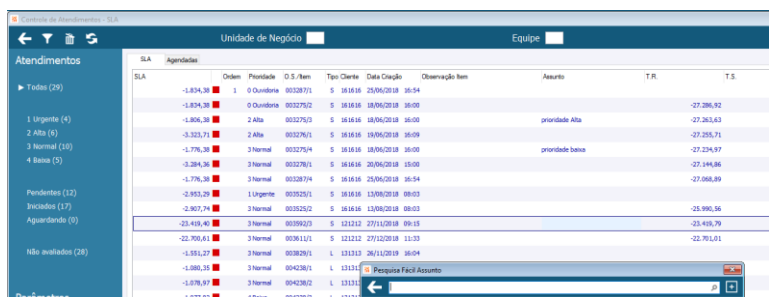 Controle de Atendimentos - SLA
Unidade de Negócio
Equipe
Atendimentos
SLA Agendadas
SLA Ordem Prioridade O.S./Item Tipo Cliente Data Criação Observação Item Assunto T.R. T.S.
Todas (29)
-1.834,38 1 0 Ouvidoria 003287/1 S 161616 25/06/2018 16:54
-1.834,38 0 Ouvidoria 003275/2 S 161616 18/06/2018 16:00 -27.286,92
1 Urgente (4)
-1.806,38 2 Alta 003275/3 S 161616 18/06/2018 16:00 prioridade Alta -27.263,63
2 Alta (6)
-3.323,71 2 Alta 003276/1 S 161616 19/06/2018 16:09 -27.255,71
3 Normal (10)
-1.776,38 3 Normal 003275/4 S 161616 18/06/2018 16:00 prioridade baixa -27.234,97
4 Baixa (5)
-3.284,36 3 Normal 003278/1 S 161616 20/06/2018 15:00 -27.144,86
-1.776,38 3 Normal 003287/4 S 161616 25/06/2018 16:54 -27.068,89
Pendentes (12)
-2.953,29 1 Urgente 003525/1 S 161616 13/08/2018 08:03
Iniciados (17)
-2.907,74 3 Normal 003525/2 S 161616 13/08/2018 08:03 -25.990,56
Aguardando (0)
-23.419,40 3 Normal 003592/3 S 121212 27/11/2018 09:15 -23.419,79
-22.700,61 3 Normal 003611/1 S 121212 27/12/2018 11:33 -22.701,01
Não avaliados (28)
-1.551,27 3 Normal 003829/1 L 131313 26/11/2019 16:04
-1.080,35 3 Normal 004238/1 L 13131
Pesquisa Fácil Assunto
-1.078,97 3 Normal 004238/2 L 13131